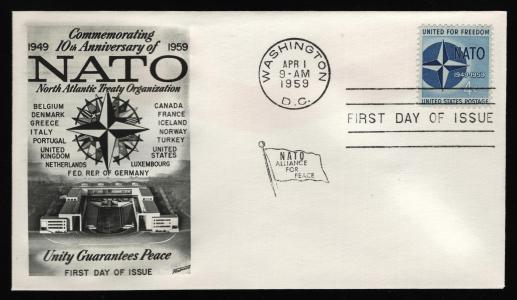 Commemorating
1949 10th Anniversary of 1959
NATO
North Atlantic Treaty Organization
BELGIUM CANADA
DENMARK FRANCE
GREECE ICELAND
ITALY NORWAY
PORTUGAL TURKEY
UNITED KINGDOM UNITED STATES
NETHERLANDS LUXEMBOURG
FED. REP. OF GERMANY
Unity Guarantees Peace
FIRST DAY OF ISSUE
WASHINGTON
APR 1
9-AM
1959
D.C.
NATO
ALLIANCE
FOR
PEACE
UNITED FOR FREEDOM
NATO
1949-1959
4¢
UNITED STATES POSTAGE
FIRST DAY OF ISSUE